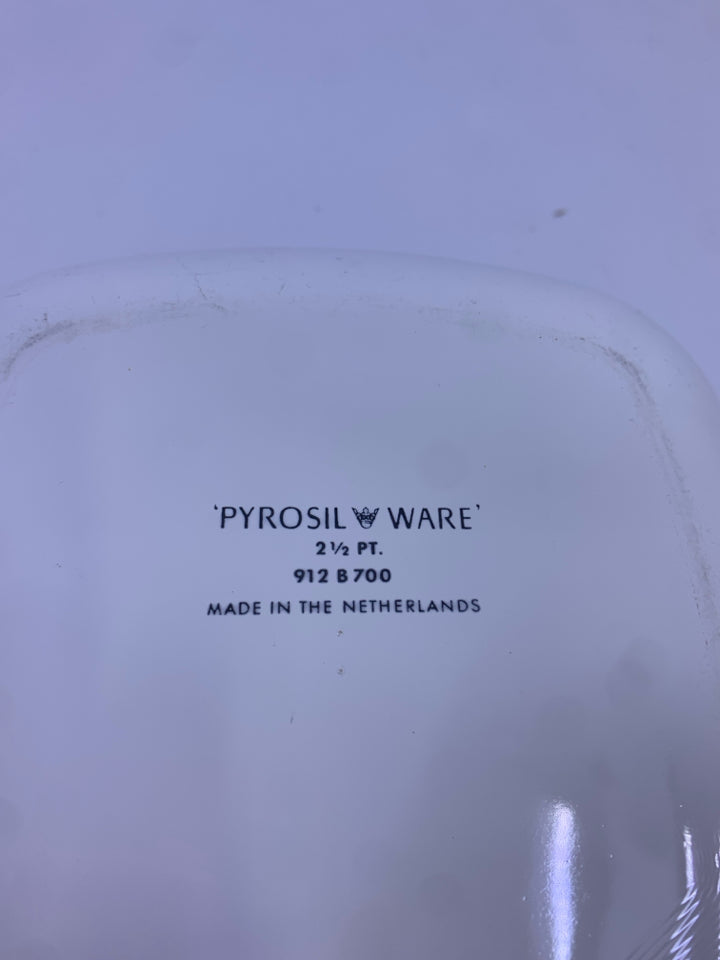 'PYROSIL WARE'
2 1/2 PT.
912 B 700
MADE IN THE NETHERLANDS